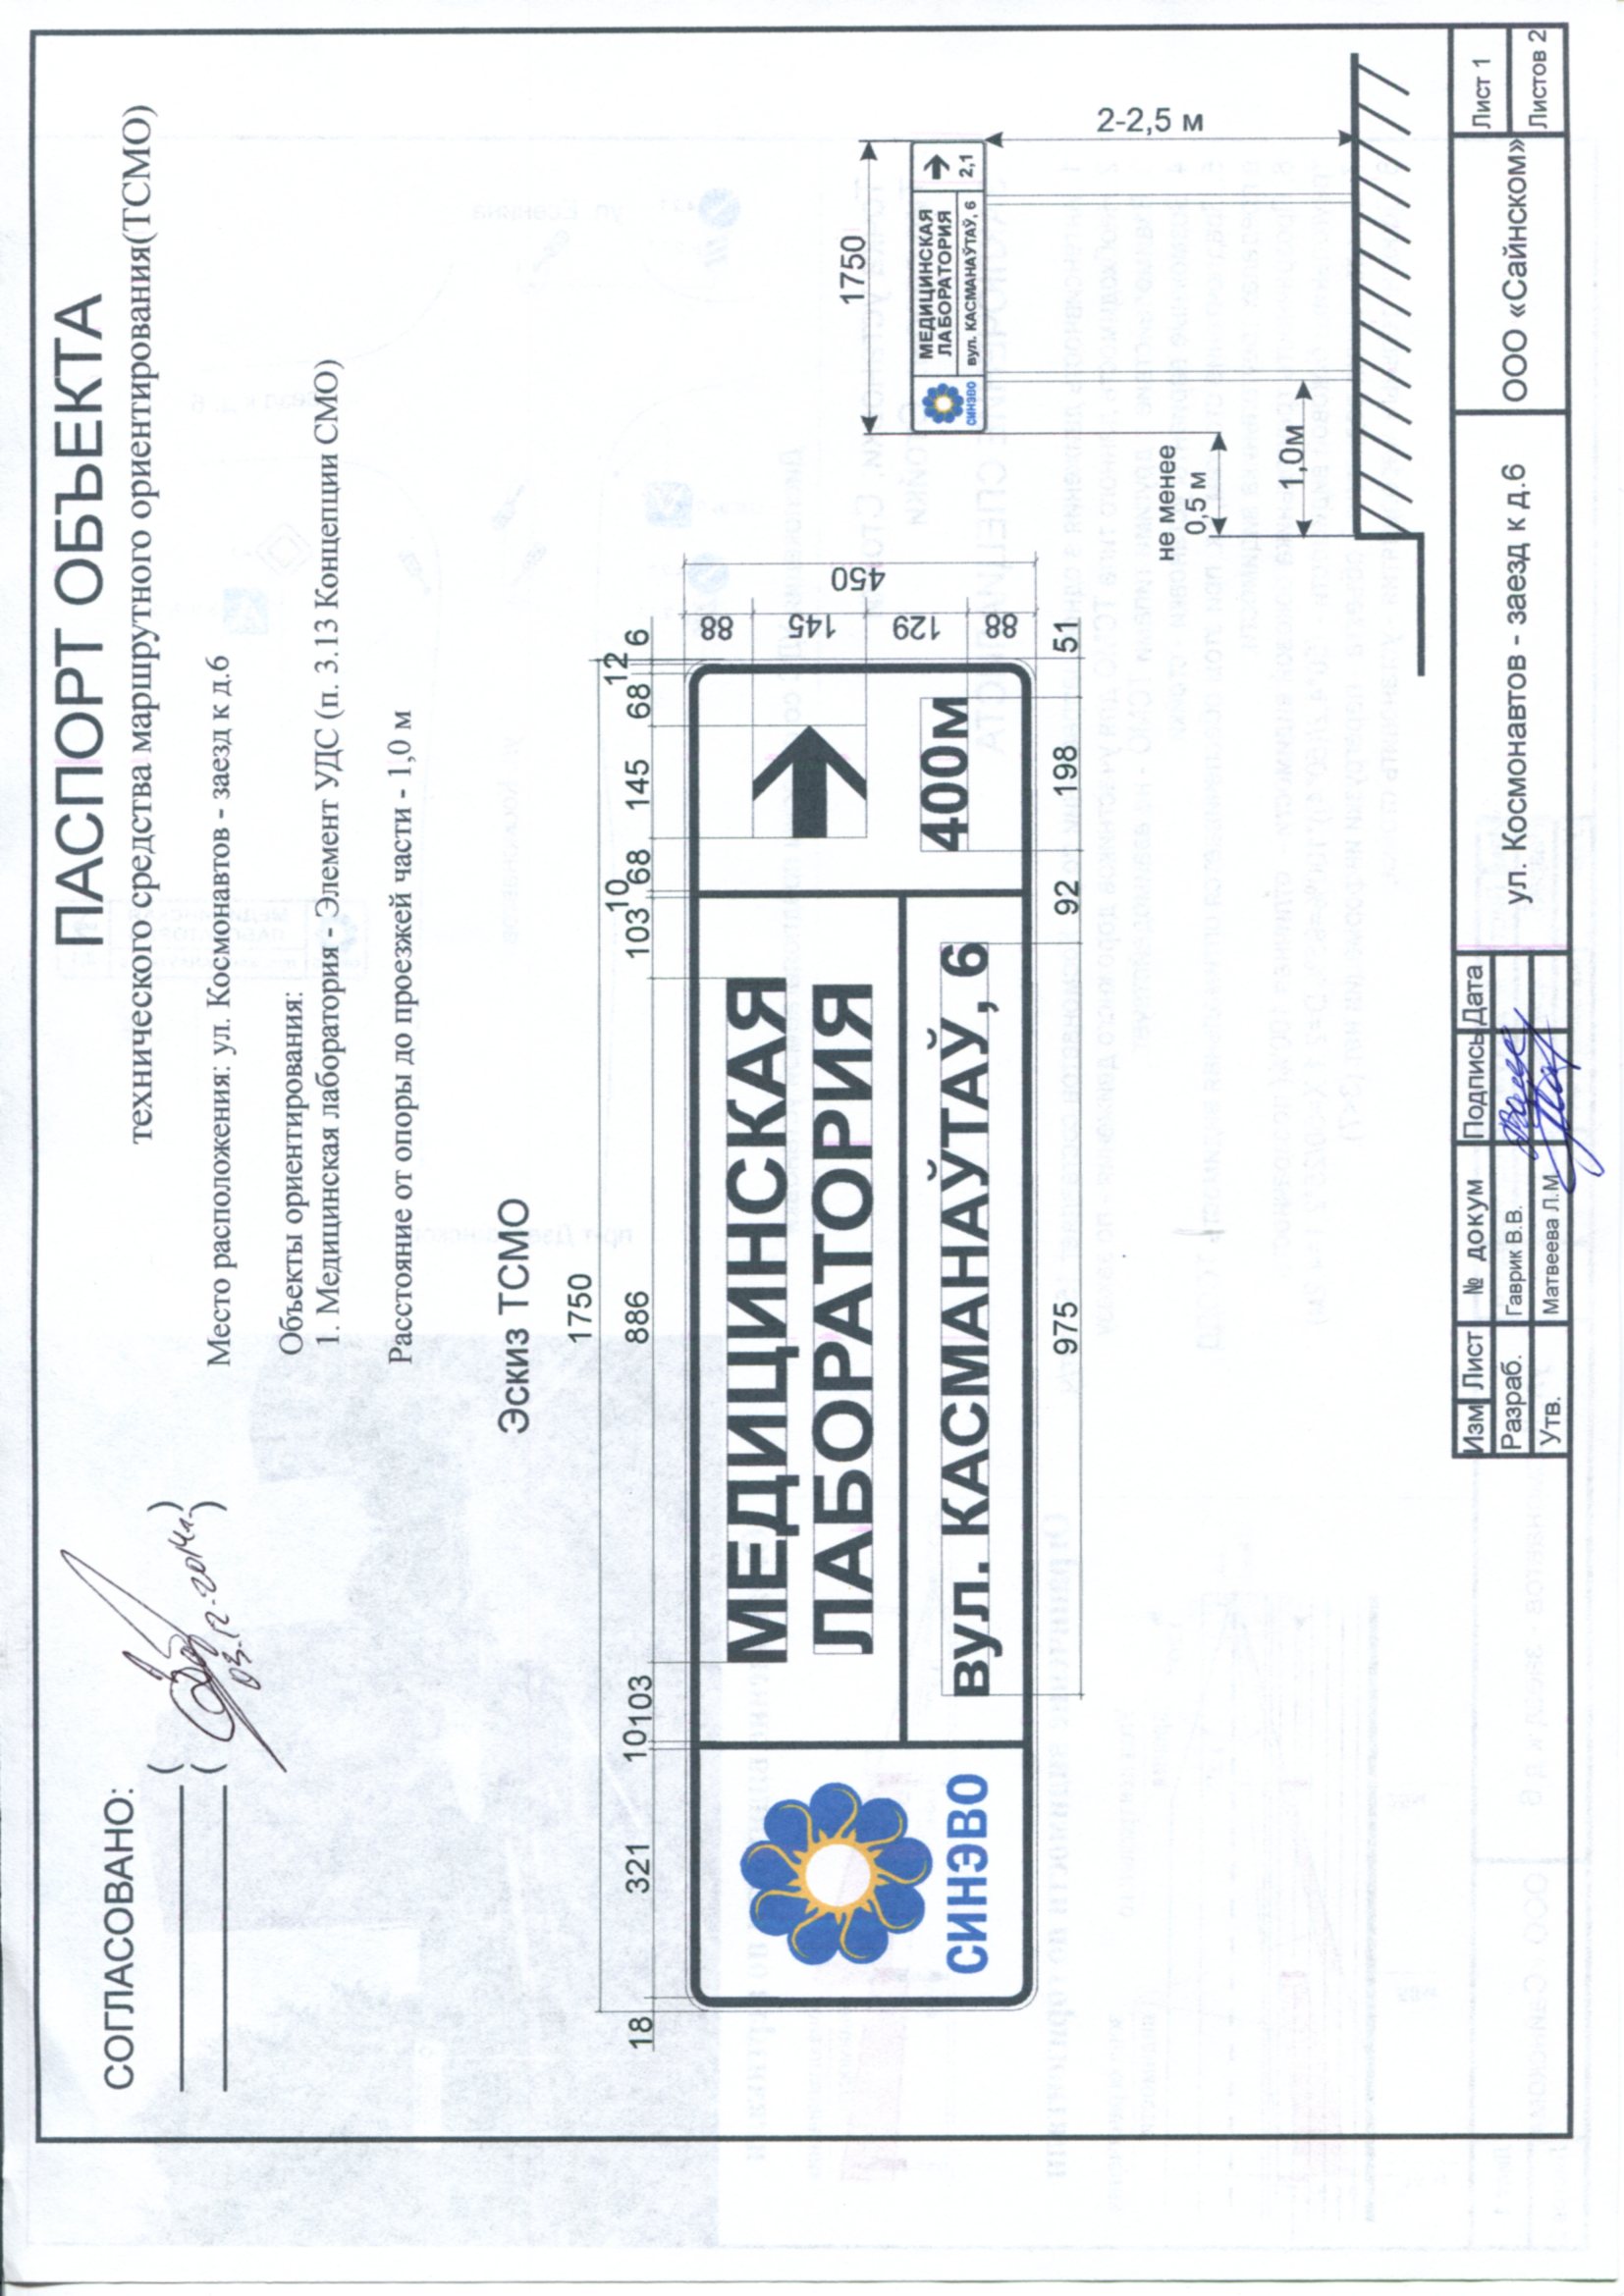 СОГЛАСОВАНО:
03.12.2014г.
ПАСПОРТ ОБЪЕКТА
технического средства маршрутного ориентирования(ТСМО)
Место расположения: ул. Космонавтов - заезд к д.6
Объекты ориентирования:
1. Медицинская лаборатория - Элемент УДС (п. 3.13 Концепции СМО)
Расстояние от опоры до проезжей части - 1,0 м
Эскиз ТСМО
1750
18 321 10 103 886 103 10 68 145 68 12 6
СИНЭВО
МЕДИЦИНСКАЯ
ЛАБОРАТОРИЯ
вул. КАСМАНАЎТАЎ, 6
400м
88 145 129 88
450
975 92 198 51
1750
СИНЭВО
МЕДИЦИНСКАЯ
ЛАБОРАТОРИЯ
вул. КАСМАНАЎТАЎ, 6
2,1
2-2,5 м
не менее
0,5 м
1,0м
Изм Лист № докум Подпись Дата
Разраб. Гаврик В.В.
Утв. Матвеева Л.М.
ул. Космонавтов - заезд к д.6
ООО «Сайнском»
Лист 1
Листов 2